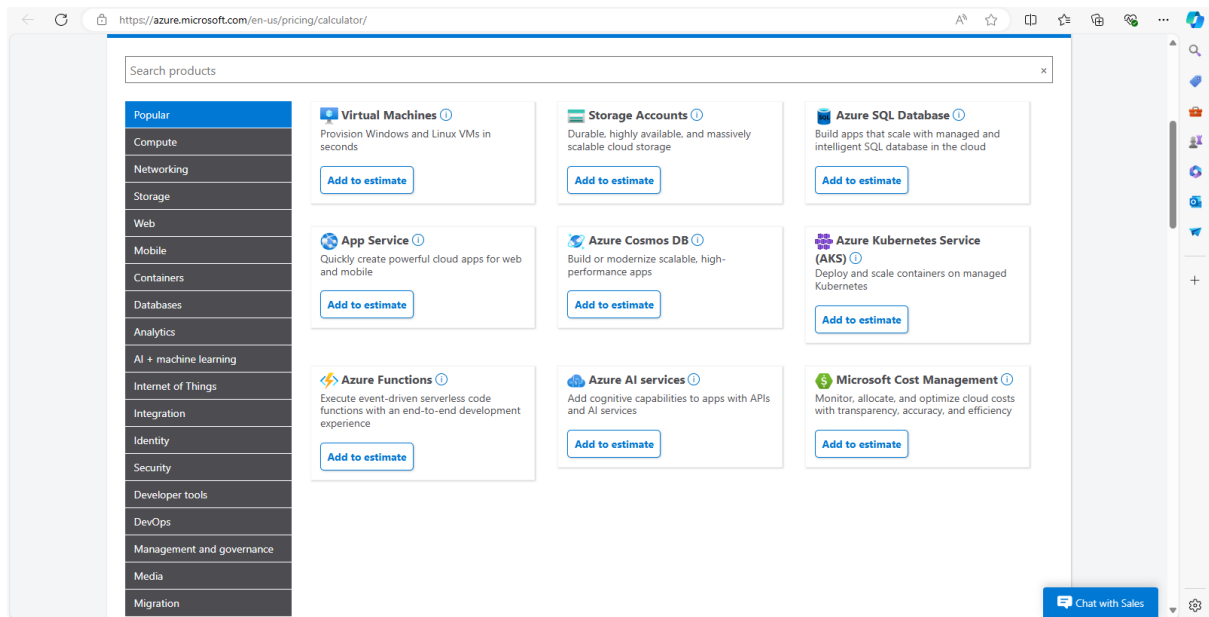 https://azure.microsoft.com/en-us/pricing/calculator/
Search products
Popular
Compute
Networking
Storage
Web
Mobile
Containers
Databases
Analytics
AI + machine learning
Internet of Things
Integration
Identity
Security
Developer tools
DevOps
Management and governance
Media
Migration
Virtual Machines
Provision Windows and Linux VMs in
seconds
Add to estimate
Storage Accounts
Durable, highly available, and massively
scalable cloud storage
Add to estimate
Azure SQL Database
Build apps that scale with managed and
intelligent SQL database in the cloud
Add to estimate
App Service
Quickly create powerful cloud apps for web
and mobile
Add to estimate
Azure Cosmos DB
Build or modernize scalable, high-
performance apps
Add to estimate
Azure Kubernetes Service
(AKS)
Deploy and scale containers on managed
Kubernetes
Add to estimate
Azure Functions
Execute event-driven serverless code
functions with an end-to-end development
experience
Add to estimate
Azure AI services
Add cognitive capabilities to apps with APIs
and AI services
Add to estimate
Microsoft Cost Management
Monitor, allocate, and optimize cloud costs
with transparency, accuracy, and efficiency
Add to estimate
Chat with Sales